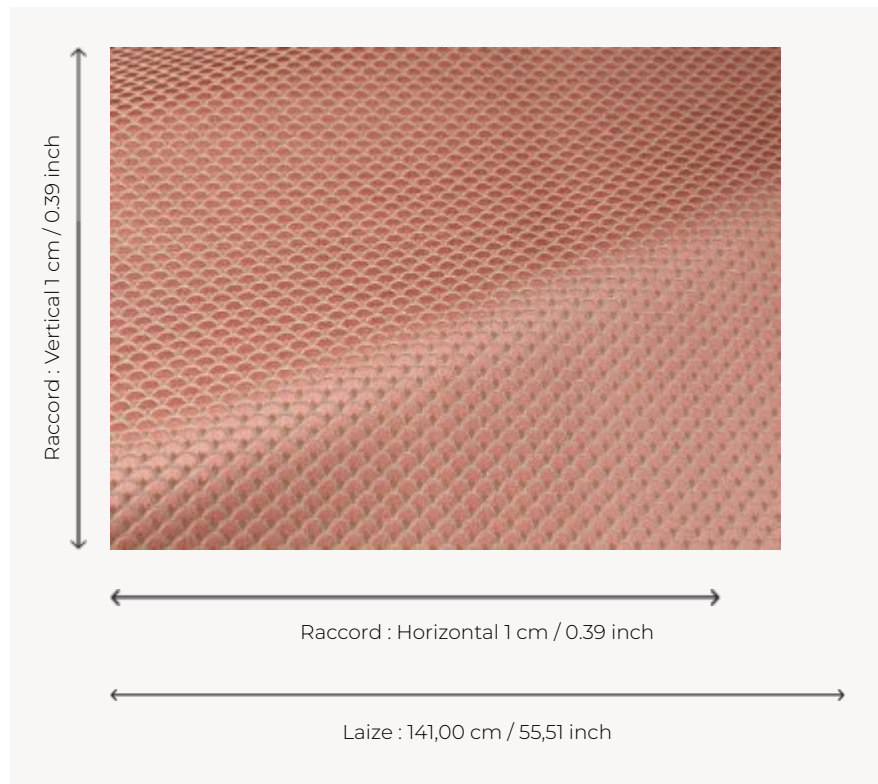 Raccord : Vertical 1 cm / 0.39 inch
Raccord : Horizontal 1 cm / 0.39 inch
Laize : 141,00 cm / 55,51 inch